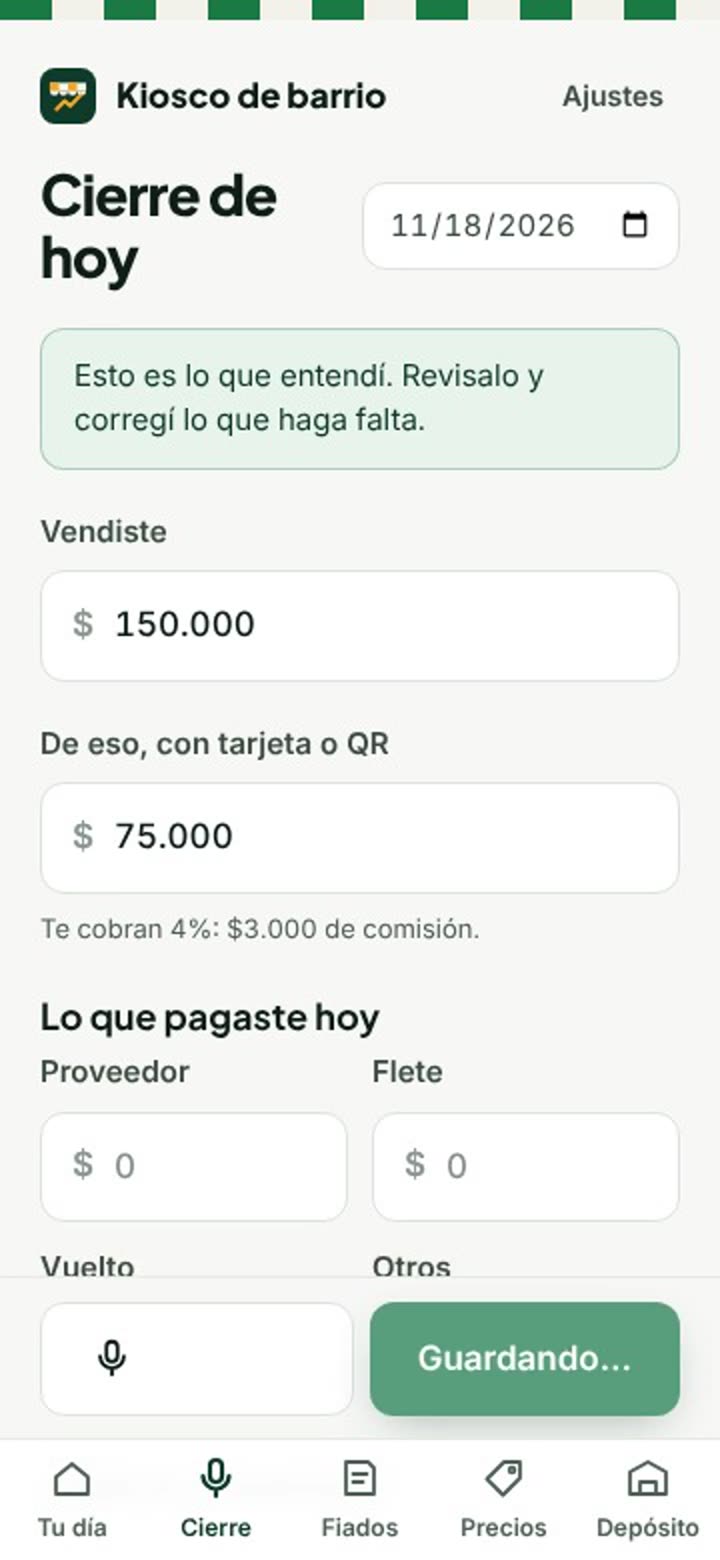 Kiosco de barrio
Ajustes
Cierre de
hoy
11/18/2026
Esto es lo que entendí. Revisalo y
corregí lo que haga falta.
Vendiste
$ 150.000
De eso, con tarjeta o QR
$ 75.000
Te cobran 4%: $3.000 de comisión.
Lo que pagaste hoy
Proveedor
Flete
$ 0
$ 0
Vuelto
Otros
Guardando...
Tu día
Cierre
Fiados
Precios
Depósito